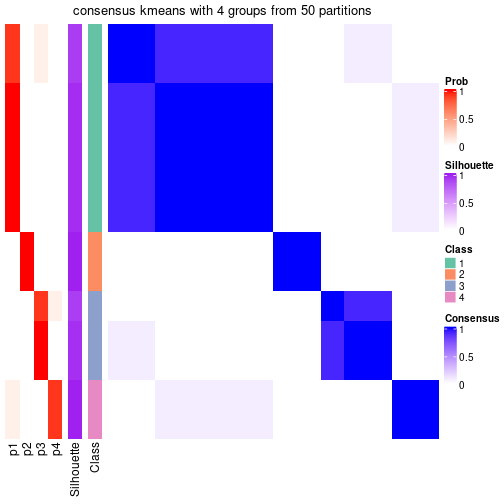 consensus kmeans with 4 groups from 50 partitions
Prob
1
0.5
0
Silhouette
1
0.5
0
Class
1
2
3
4
Consensus
1
0.5
0
p1
p2
p3
p4
Silhouette
Class